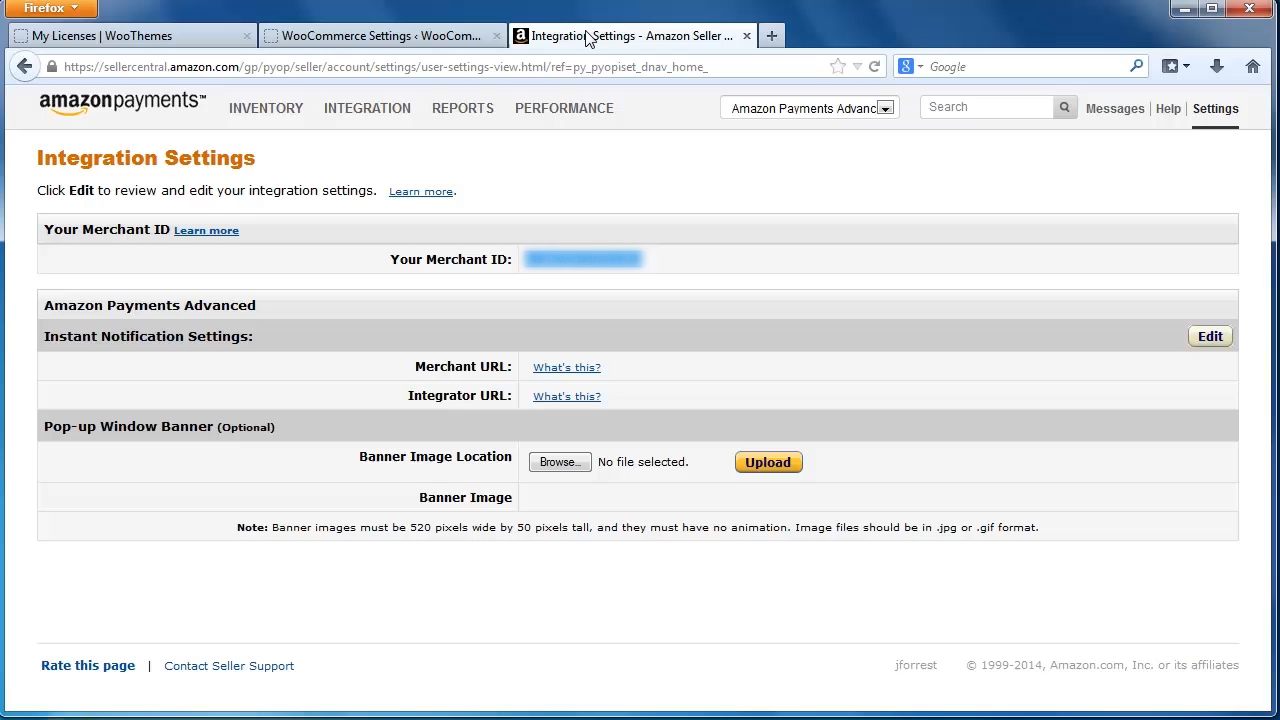 Firefox
My Licenses | WooThemes
WooCommerce Settings ‹ WooCom...
Integration Settings - Amazon Seller ...
https://sellercentral.amazon.com/gp/pyop/seller/account/settings/user-settings-view.html/ref=py_pyopiset_dnav_home_
Google
amazonpayments™
INVENTORY
INTEGRATION
REPORTS
PERFORMANCE
Amazon Payments Advanc
Search
Messages | Help | Settings
Integration Settings
Click Edit to review and edit your integration settings. Learn more.
Your Merchant ID Learn more
Your Merchant ID:
Amazon Payments Advanced
Instant Notification Settings:
Edit
Merchant URL: What's this?
Integrator URL: What's this?
Pop-up Window Banner (Optional)
Banner Image Location
Browse... No file selected.
Upload
Banner Image
Note: Banner images must be 520 pixels wide by 50 pixels tall, and they must have no animation. Image files should be in .jpg or .gif format.
Rate this page | Contact Seller Support
jforrest
© 1999-2014, Amazon.com, Inc. or its affiliates